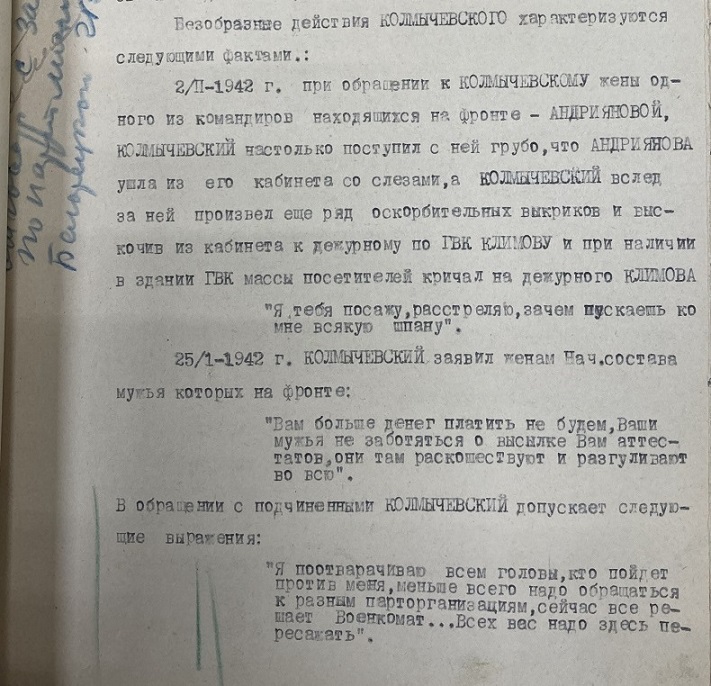 Безобразные действия КОЛМЫЧЕВСКОГО характеризуются
следующими фактами.:
2/П-1942 г. при обращении к КОЛМЫЧЕВСКОМУ жены од-
ного из командиров находящихся на фронте - АНДРИЯНОВОЙ,
КОЛМЫЧЕВСКИЙ настолько поступил с ней грубо,что АНДРИЯНОВА
ушла из его кабинета со слезами,а КОЛМЫЧЕВСКИЙ вслед
за ней произвел еще ряд оскорбительных выкриков и выс-
кочив из кабинета к дежурному по ГВК КЛИМОВУ и при наличии
в здании ГВК массы посетителей кричал на дежурного КЛИМОВА
"Я тебя посажу,расстреляю,зачем пускаешь ко
мне всякую шпану".
25/1-1942 г. КОЛМЫЧЕВСКИЙ заявил женам Нач.состава
мужья которых на фронте:
"Вам больше денег платить не будем,Ваши
мужья не заботяться о высылке Вам аттес-
татов,они там раскошествуют и разгуливают
во всю".
В обращении с подчиненными КОЛМЫЧЕВСКИЙ допускает следую-
щие выражения:
"Я поотварачиваю всем головы,кто пойдет
против меня,меньше всего надо обращаться
к разным парторганизациям,сейчас все ре-
шает Военкомат...Всех вас надо здесь пе-
ресажать".